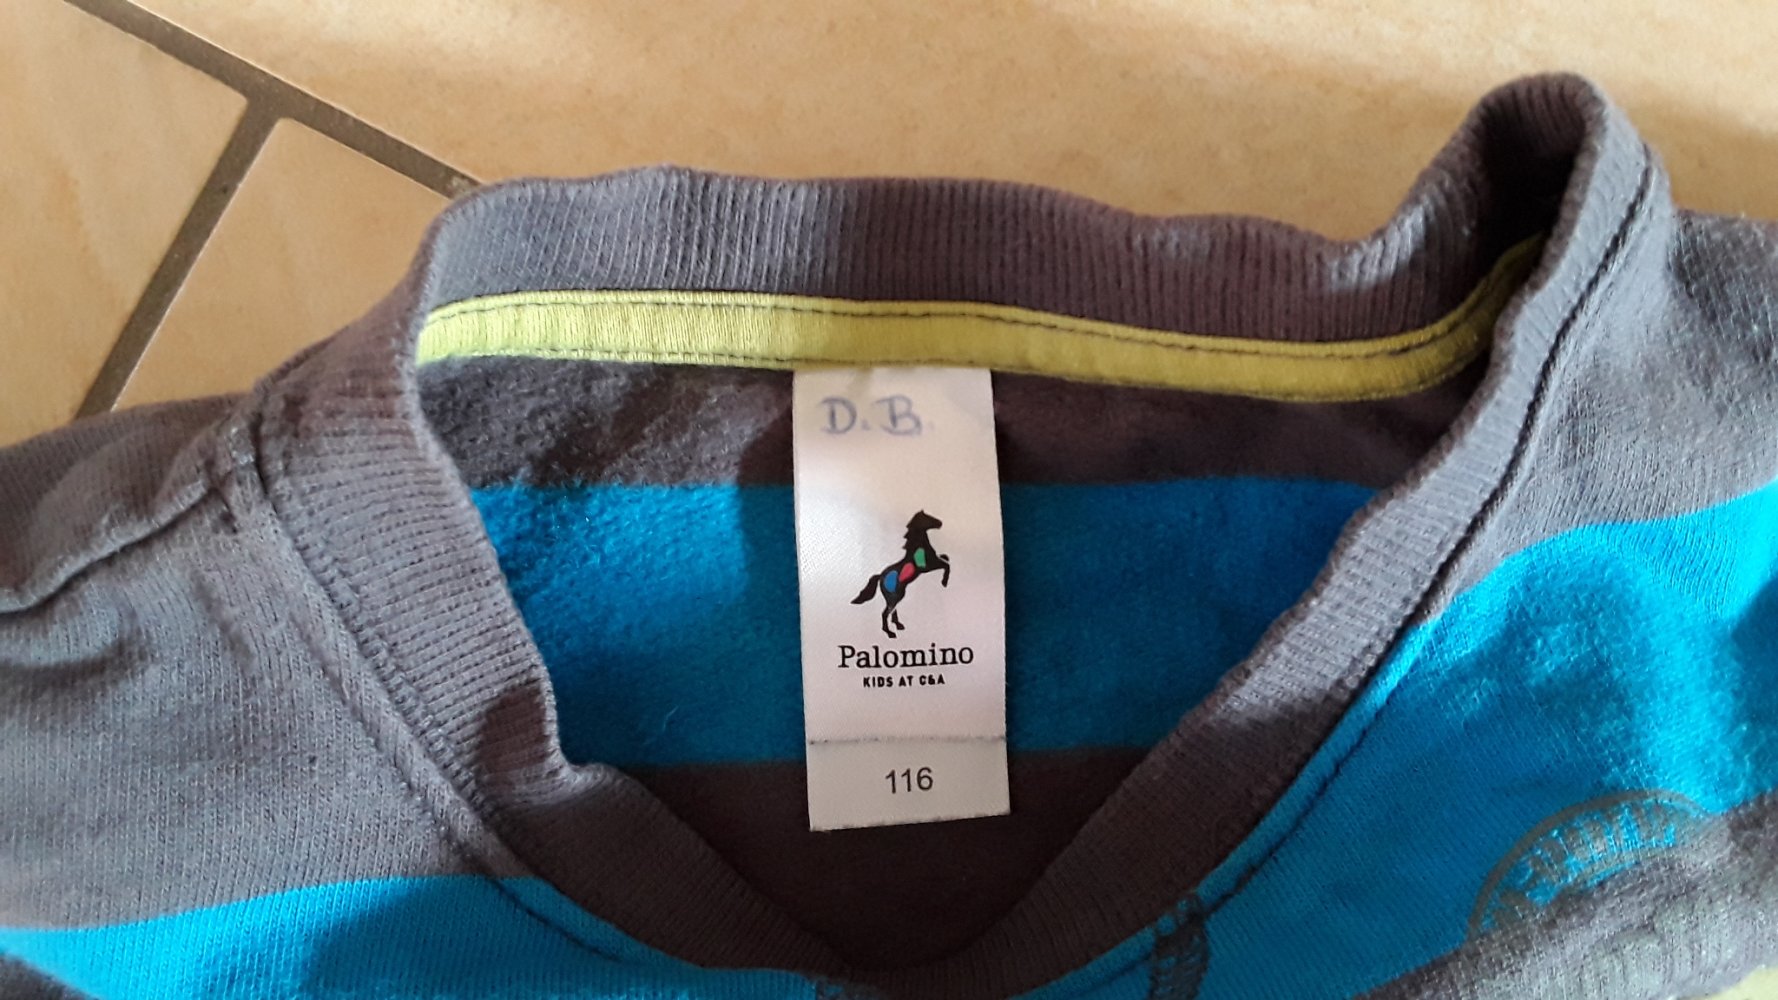 D. B.
Palomino
KIDS AT C&A
116